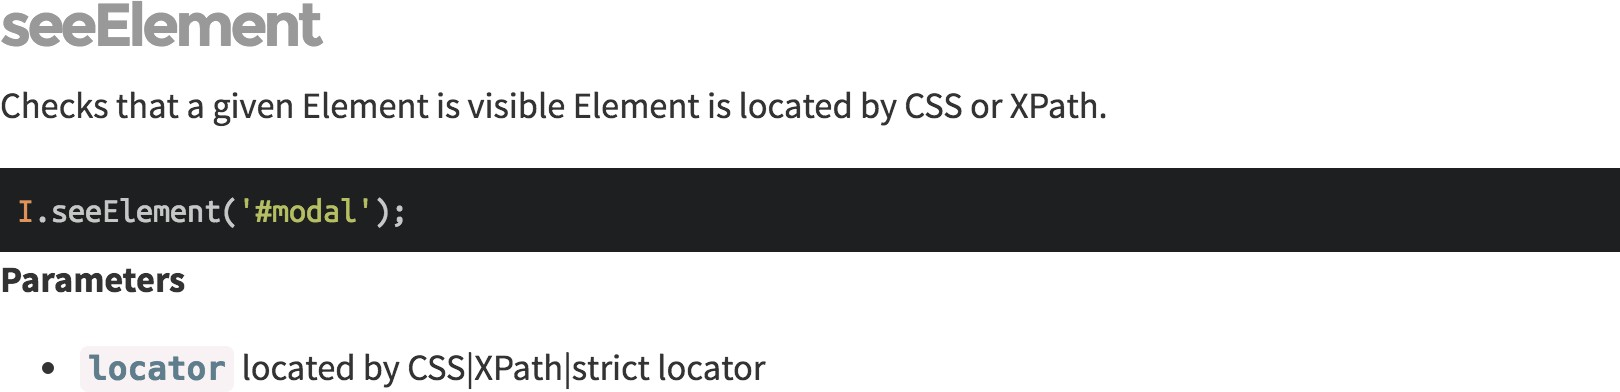 seeElement
Checks that a given Element is visible Element is located by CSS or XPath.
I.seeElement('#modal');
Parameters
• locator located by CSS|XPath|strict locator